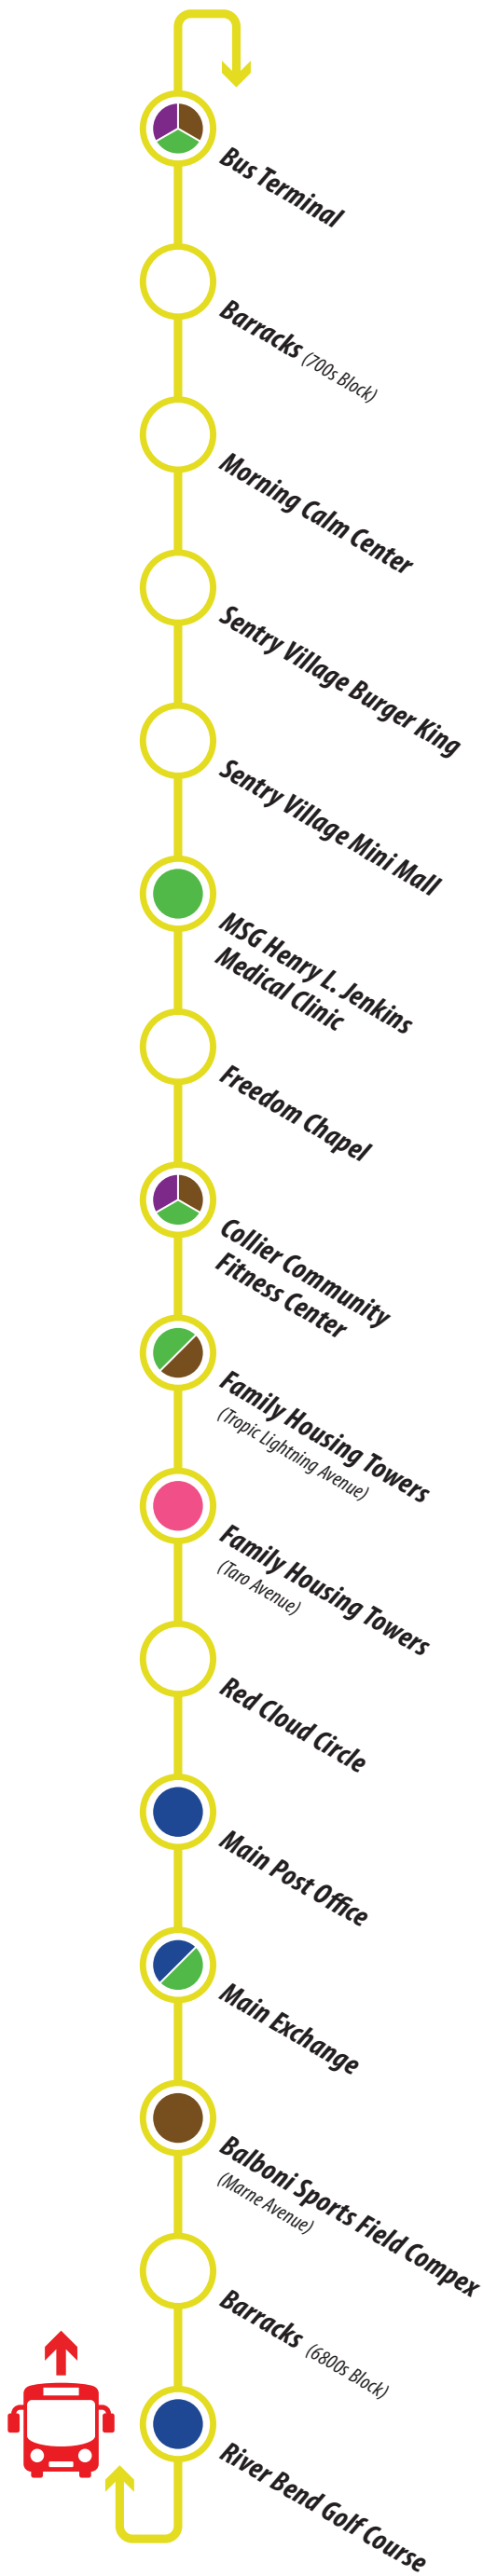 Bus Terminal
Barracks (700s Block)
Morning Calm Center
Sentry Village Burger King
Sentry Village Mini Mall
MSG Henry L. Jenkins
Medical Clinic
Freedom Chapel
Collier Community
Fitness Center
Family Housing Towers
(Tropic Lightning Avenue)
Family Housing Towers
(Taro Avenue)
Red Cloud Circle
Main Post Office
Main Exchange
Balboni Sports Field Compex
(Marne Avenue)
Barracks (6800s Block)
River Bend Golf Course